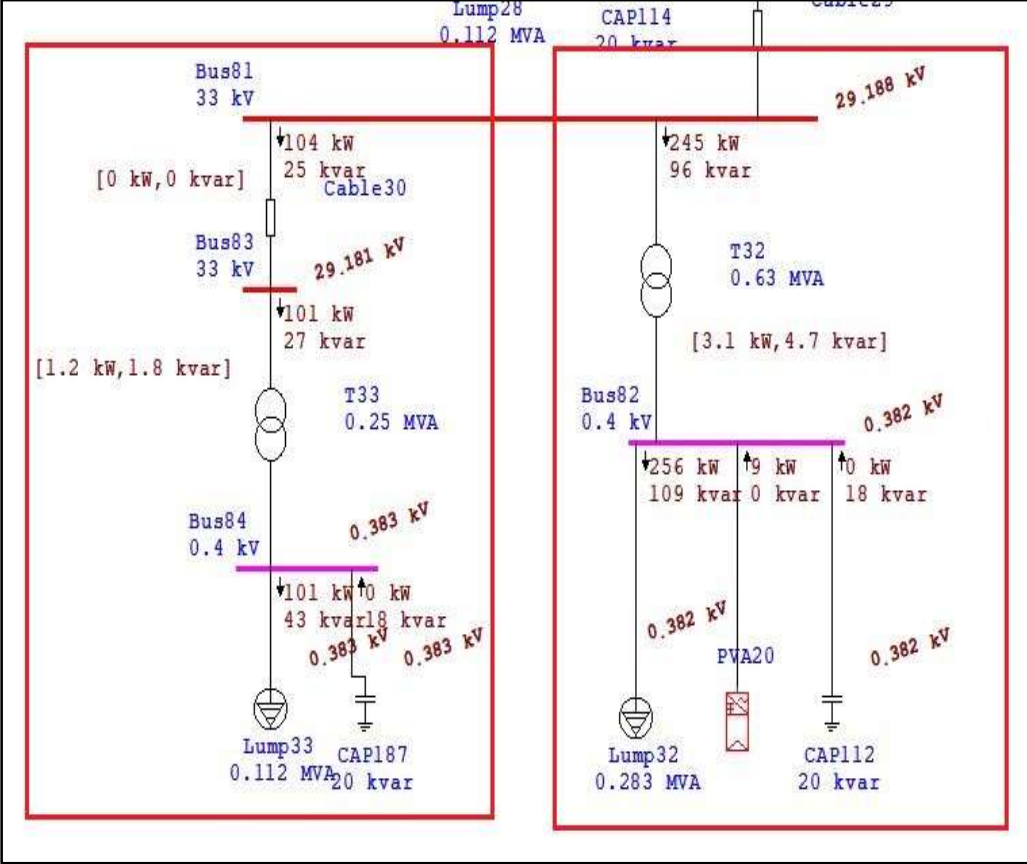 Lump28
0.112 MVA
CAP114
20 kvar
Cable29
Bus81
33 kV
29.188 kV
104 kW
25 kvar
[0 kW,0 kvar]
Cable30
245 kW
96 kvar
Bus83
33 kV
29.181 kV
T32
0.63 MVA
101 kW
27 kvar
[3.1 kW,4.7 kvar]
[1.2 kW,1.8 kvar]
T33
0.25 MVA
Bus82
0.4 kV
0.382 kV
256 kW
109 kvar
9 kW
0 kvar
0 kW
18 kvar
Bus84
0.4 kV
0.383 kV
101 kW
43 kvar
0 kW
18 kvar
0.383 kV
0.383 kV
0.382 kV
0.382 kV
PVA20
Lump33
0.112 MVA
CAP187
20 kvar
Lump32
0.283 MVA
CAP112
20 kvar